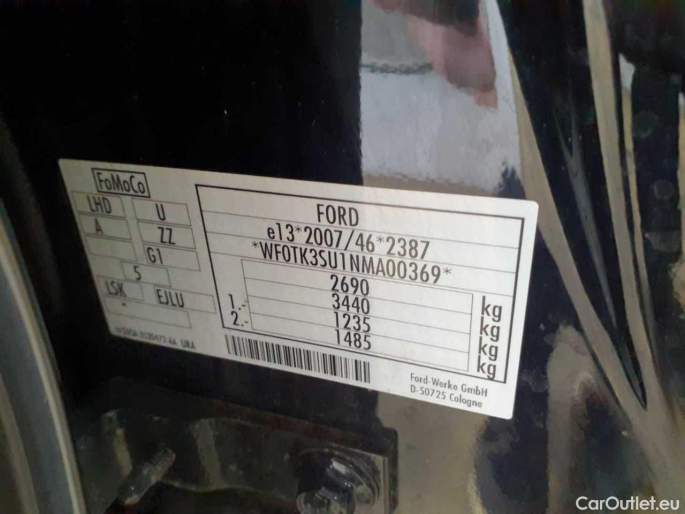 FoMoCo
LHD U
A ZZ
G1
5
LSK EJLU
FORD
e13*2007/46*2387
*WF0TK3SU1NMA00369*
2690 kg
1.- 3440 kg
2.- 1235 kg
1485 kg
URA
Ford-Werke GmbH
D-50725 Cologne
CarOutlet.eu